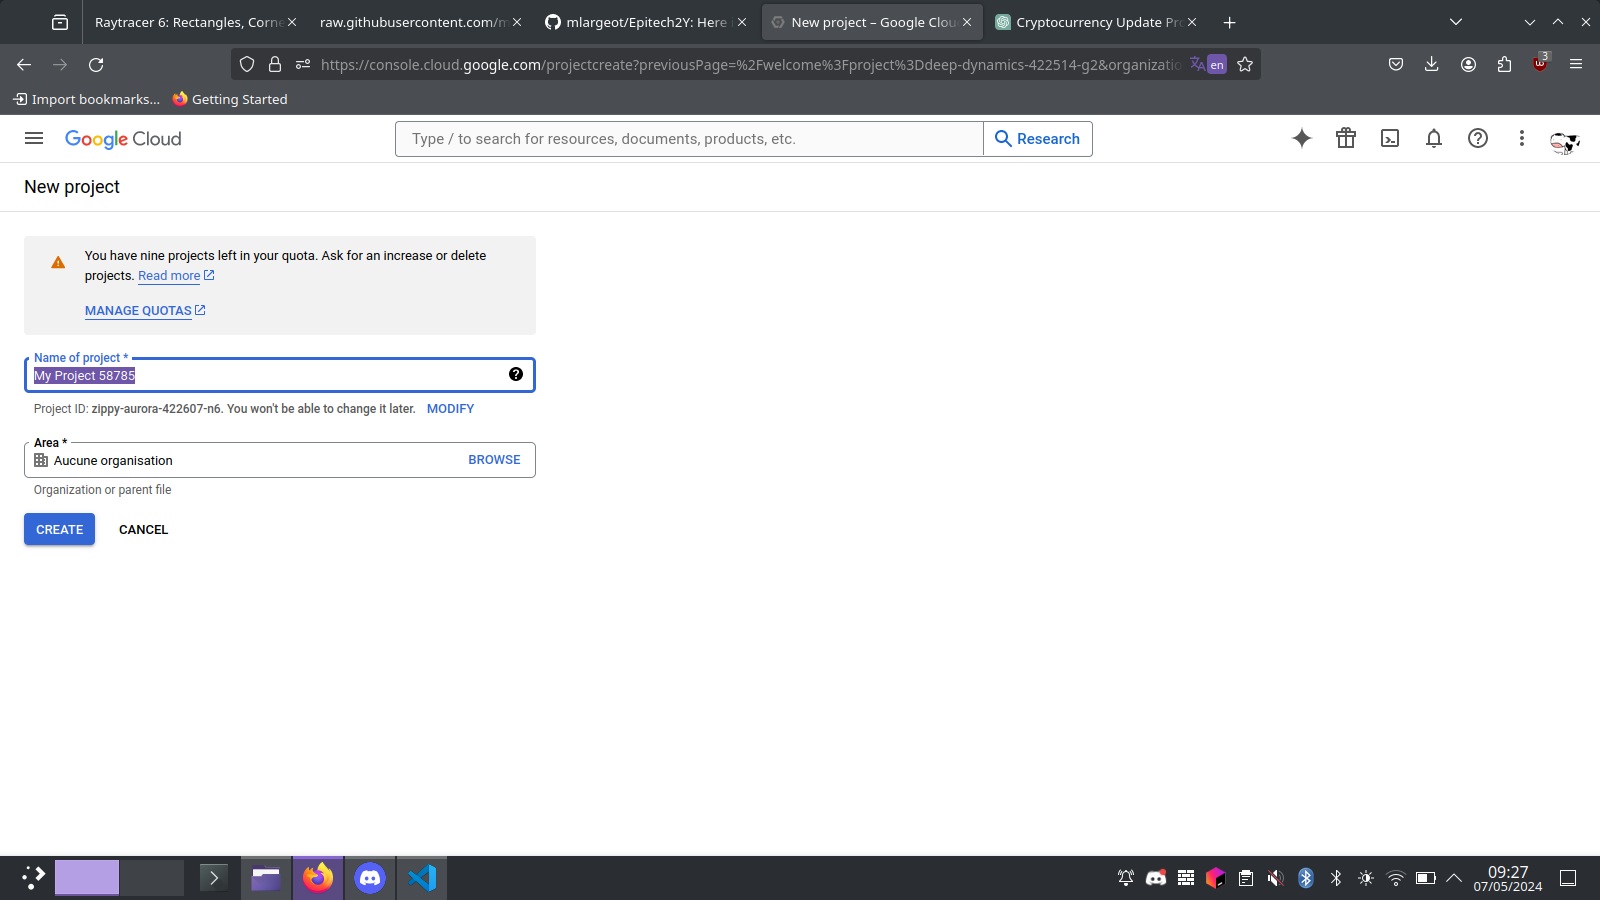 Raytracer 6: Rectangles, Corne
raw.githubusercontent.com/m
mlargeot/Epitech2Y: Here
New project – Google Clou
Cryptocurrency Update Pro
https://console.cloud.google.com/projectcreate?previousPage=%2Fwelcome%3Fproject%3Ddeep-dynamics-422514-g2&organizatio
en
3
Import bookmarks...
Getting Started
Google Cloud
Type / to search for resources, documents, products, etc.
Research
New project
You have nine projects left in your quota. Ask for an increase or delete
projects. Read more
MANAGE QUOTAS
Name of project *
My Project 58785
Project ID: zippy-aurora-422607-n6. You won't be able to change it later. MODIFY
Area *
Aucune organisation
BROWSE
Organization or parent file
CREATE
CANCEL
09:27
07/05/2024